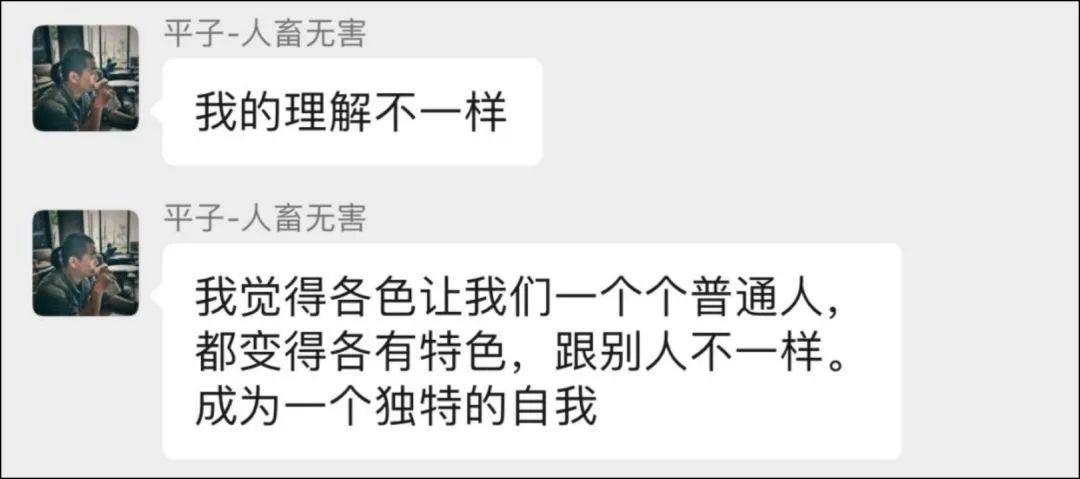 平子-人畜无害
我的理解不一样
平子-人畜无害
我觉得各色让我们一个个普通人，
都变得各有特色，跟别人不一样。
成为一个独特的自我